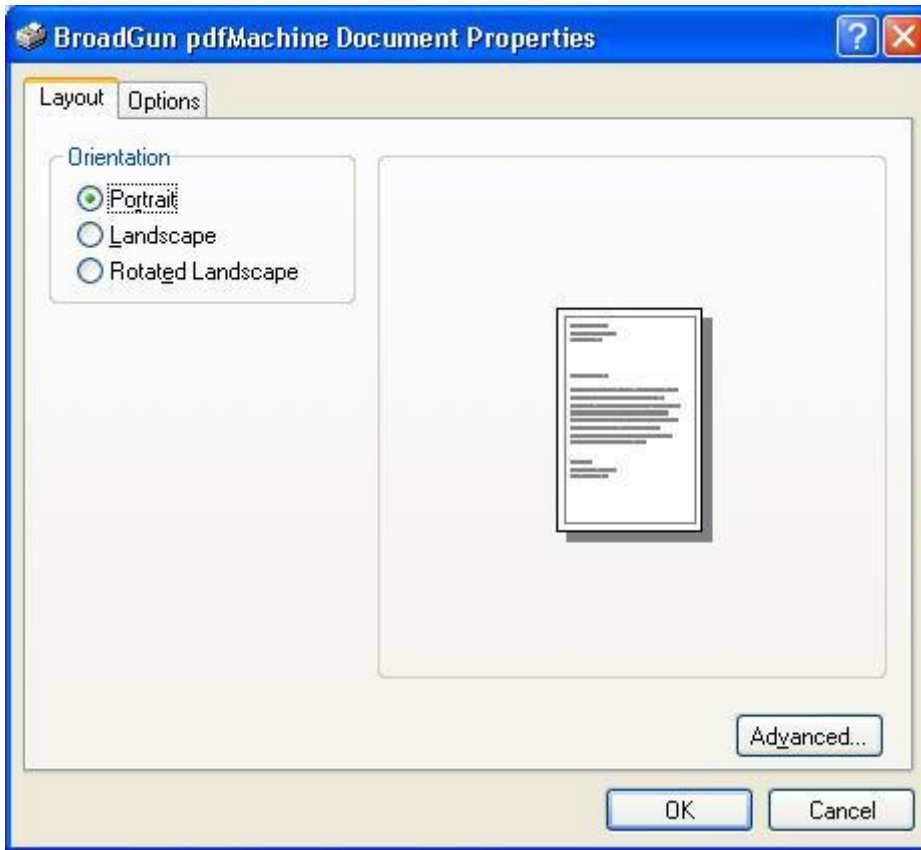 BroadGun pdfMachine Document Properties
Layout Options
Orientation
Portrait
Landscape
Rotated Landscape
Advanced...
OK Cancel